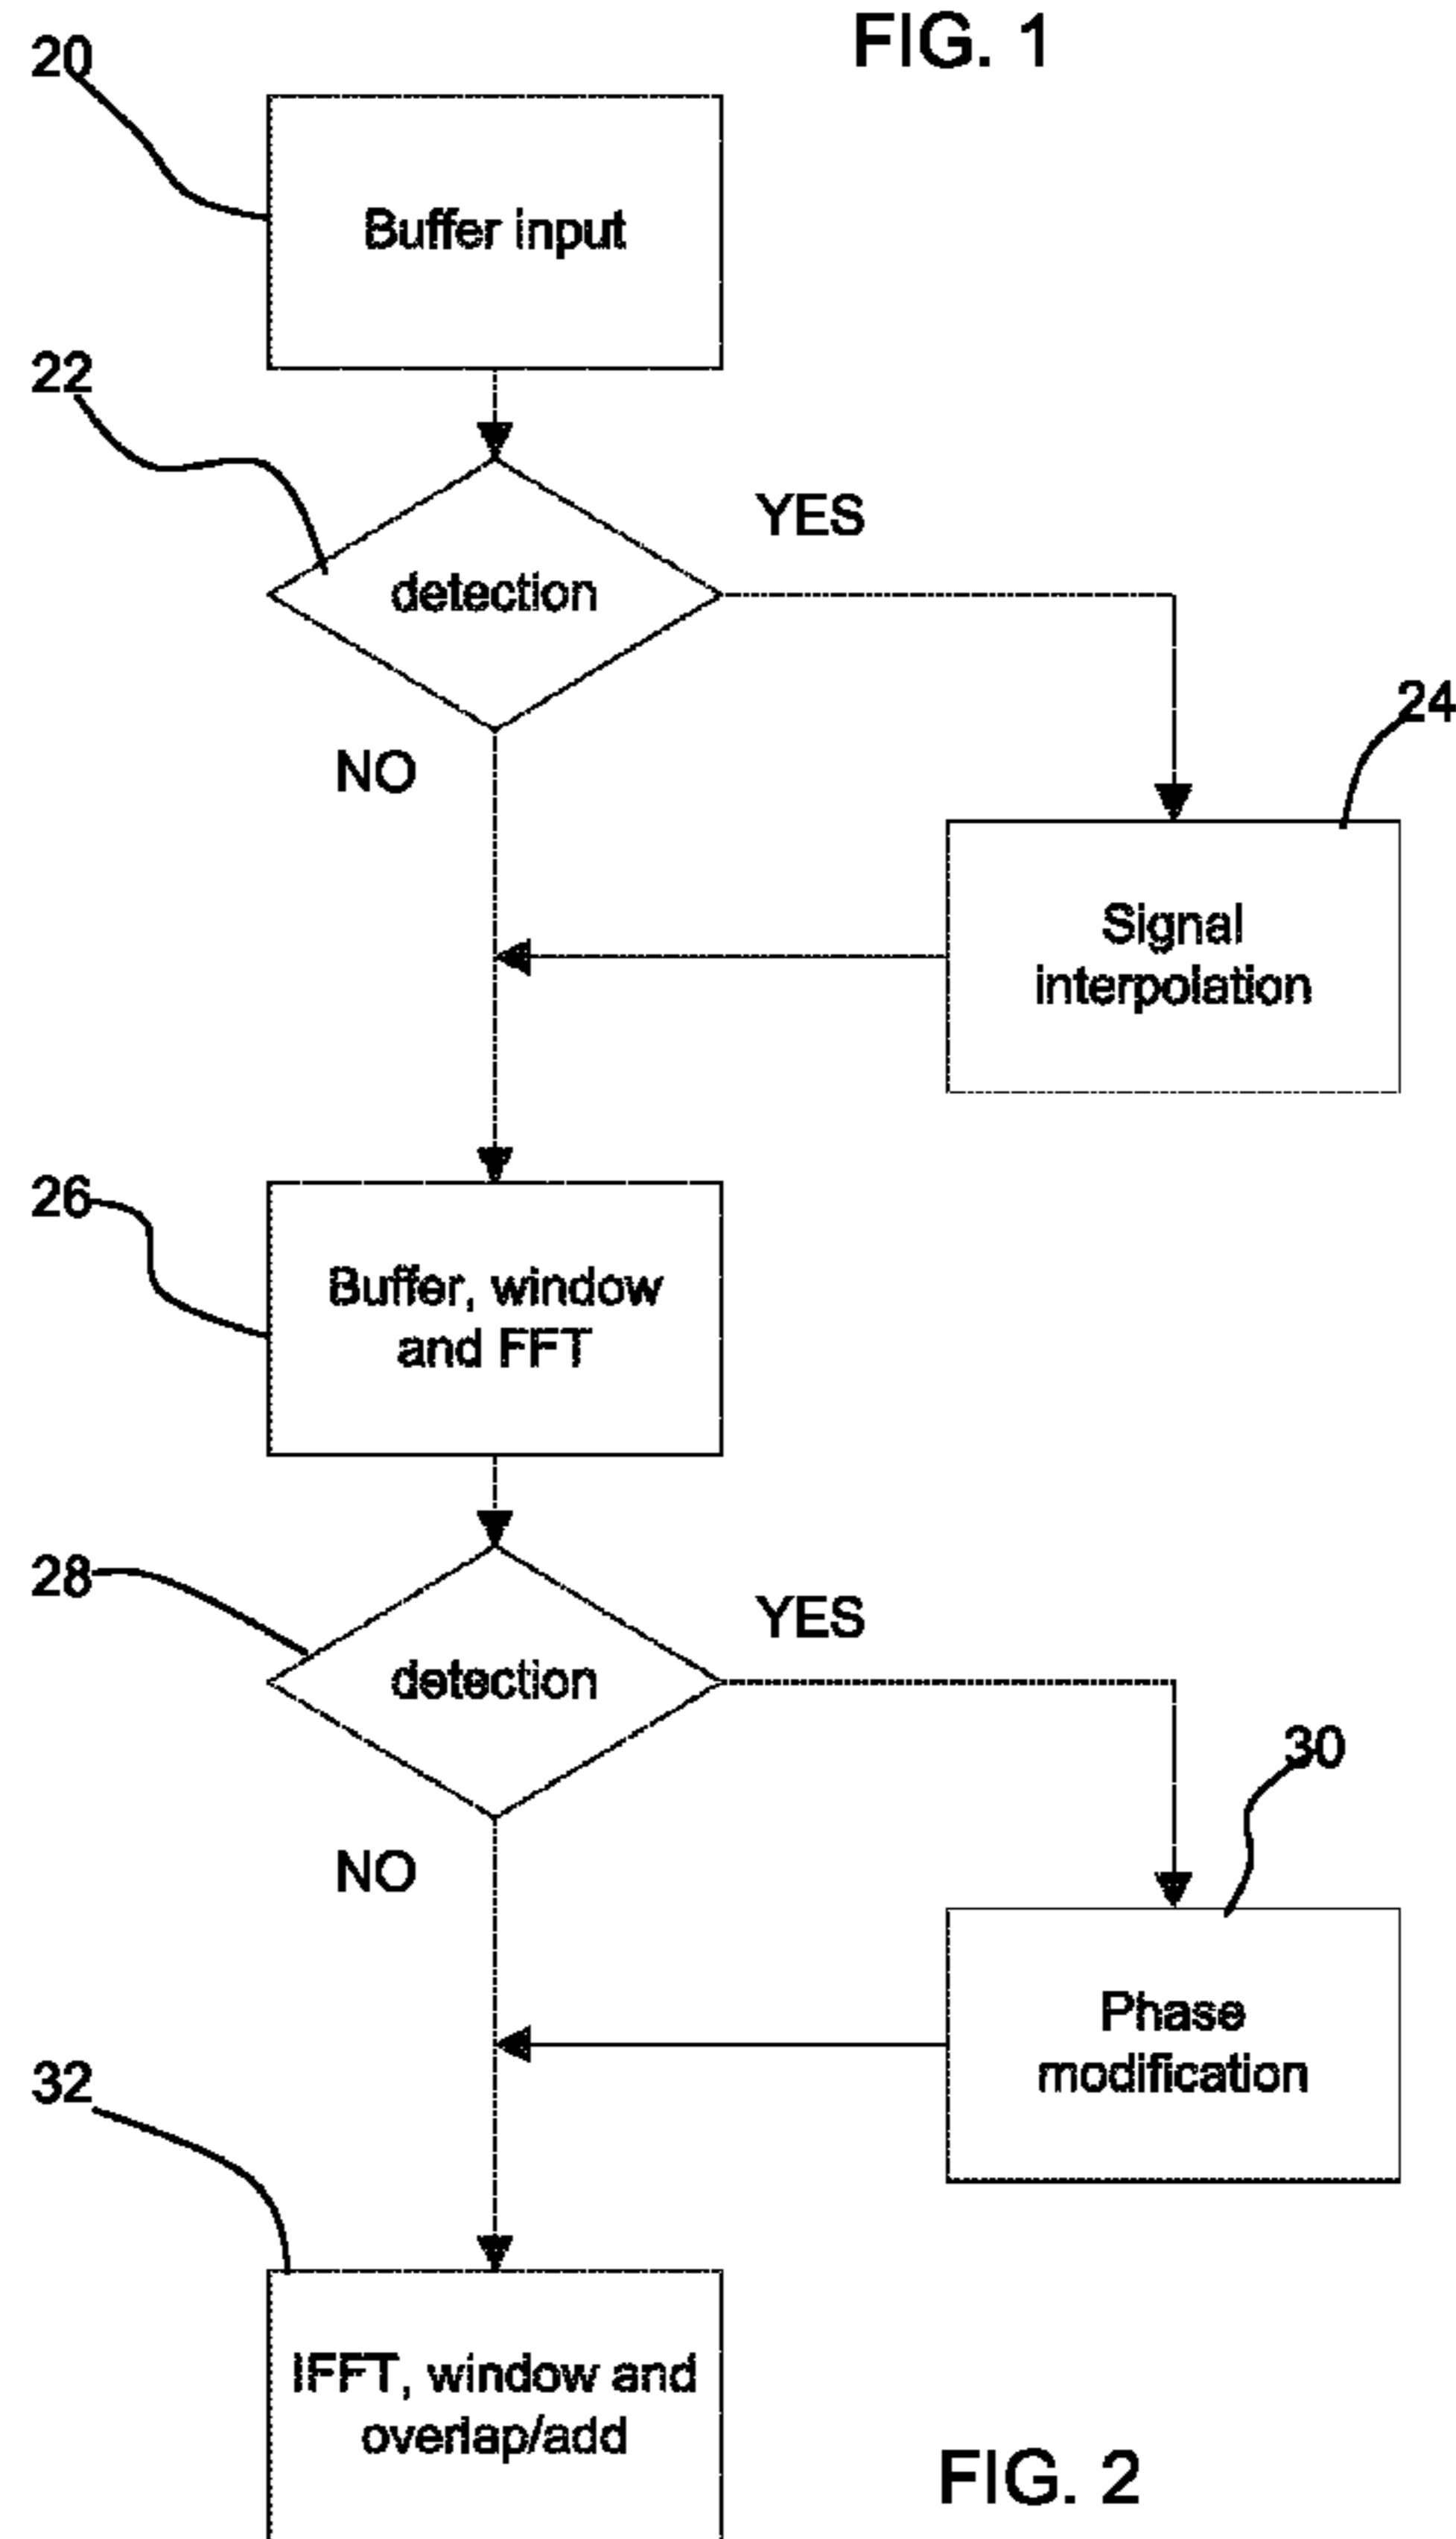 FIG. 1
20
Buffer input
22
detection
YES
NO
24
Signal
interpolation
26
Buffer, window
and FFT
28
detection
YES
NO
30
Phase
modification
32
IFFT, window and
overlap/add
FIG. 2